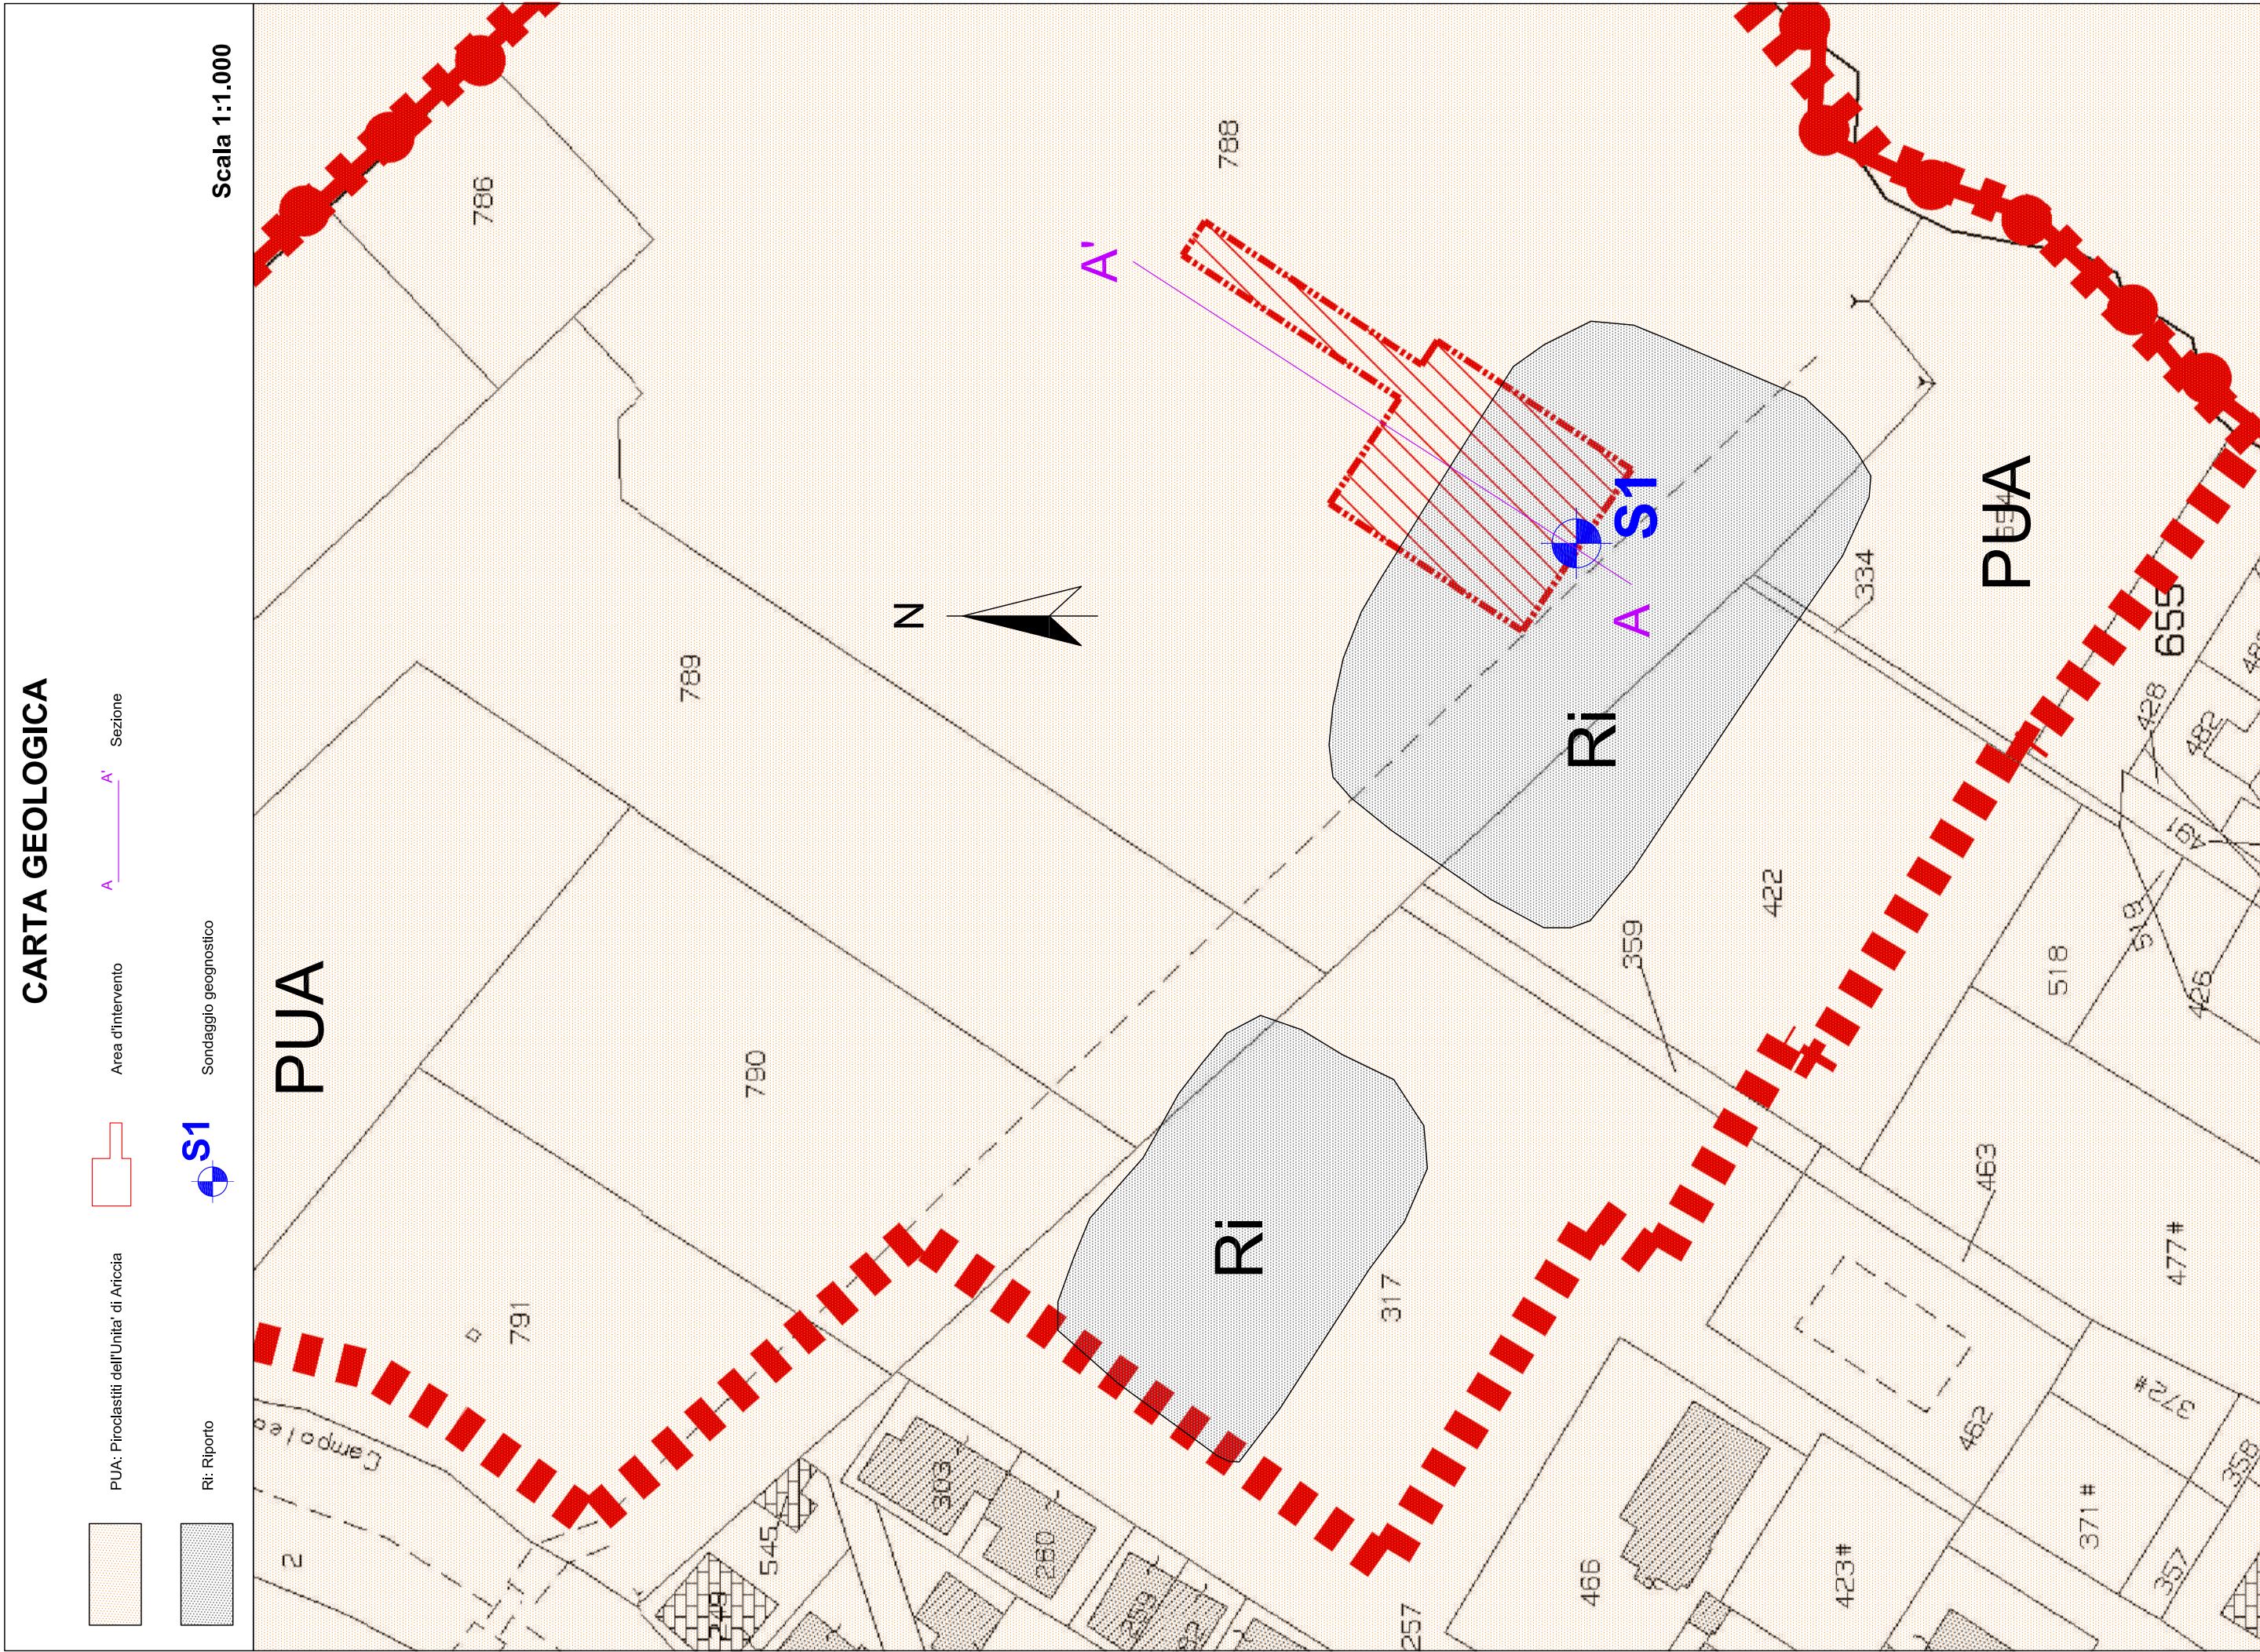 CARTA GEOLOGICA
Scala 1:1.000
PUA: Piroclastiti dell'Unita' di Ariccia
Area d'intervento
A A' Sezione
Ri: Riporto
S1 Sondaggio geognostico
PUA
786
788
A'
N
789
790
791
S1
A
Ri
Ri
PUA
334
655
428
482
491
422
359
518
519
426
463
477#
317
462
372#
358
371#
357
423#
466
257
303
280
259
545
2
Campoleo